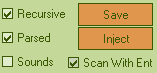 Recursive Save
Parsed Inject
Sounds Scan With Ent